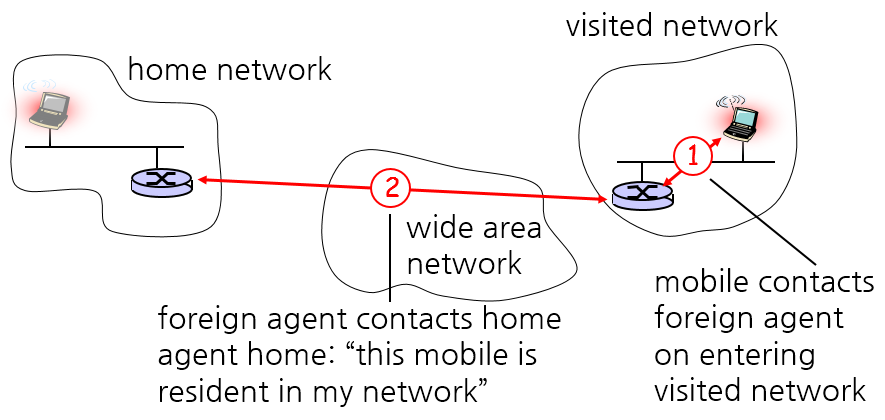 visited network
home network
1
2
wide area
network
mobile contacts
foreign agent
on entering
visited network
foreign agent contacts home
agent home: “this mobile is
resident in my network”